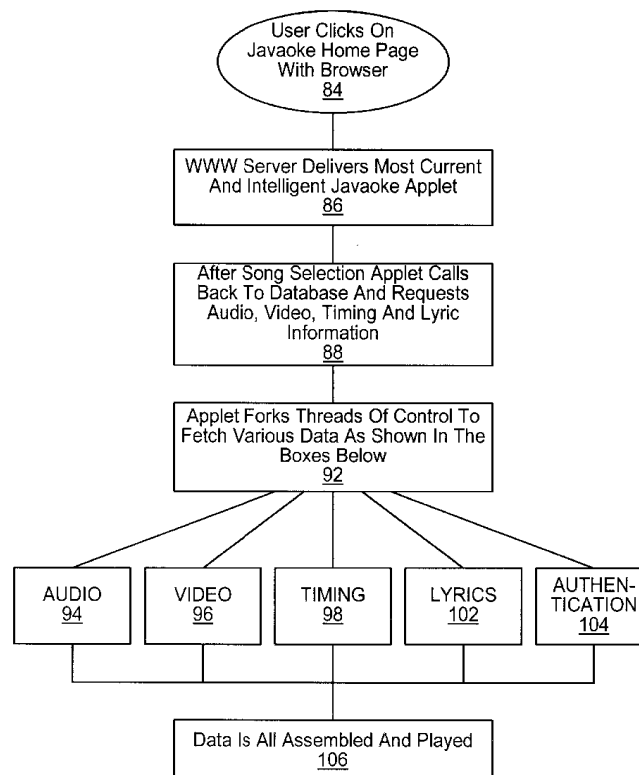 User Clicks On
Javaoke Home Page
With Browser
84
WWW Server Delivers Most Current
And Intelligent Javaoke Applet
86
After Song Selection Applet Calls
Back To Database And Requests
Audio, Video, Timing And Lyric
Information
88
Applet Forks Threads Of Control To
Fetch Various Data As Shown In The
Boxes Below
92
AUDIO
94
VIDEO
96
TIMING
98
LYRICS
102
AUTHEN-
TICATION
104
Data Is All Assembled And Played
106